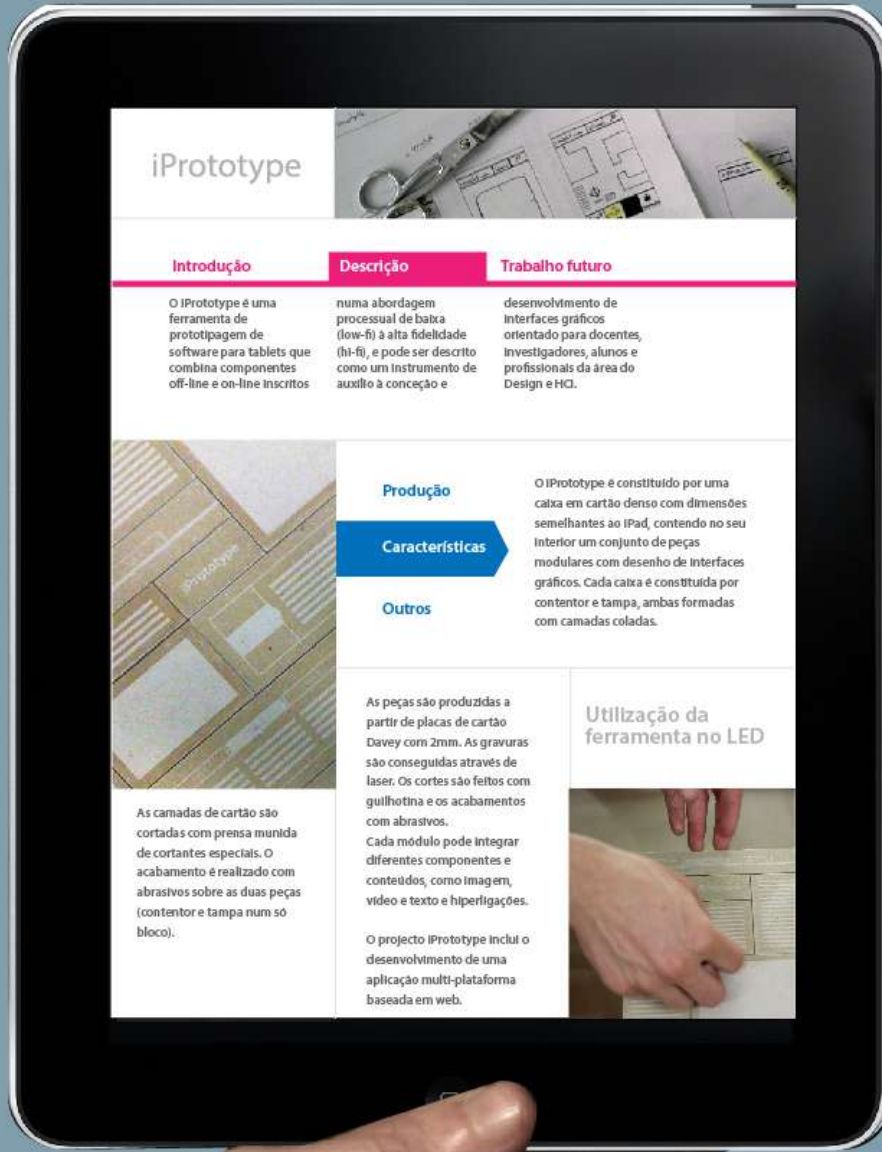 iPrototype
Introdução
Descrição
Trabalho futuro
O iPrototype é uma
ferramenta de
prototipagem de
software para tablets que
combina componentes
off-line e on-line inscritos
numa abordagem
processual de baixa
(low-fi) à alta fidelidade
(hi-fi), e pode ser descrito
como um instrumento de
auxílio à conceção e
desenvolvimento de
interfaces gráficos
orientado para docentes,
investigadores, alunos e
profissionais da área do
Design e HCI.
iPrototype
Produção
Características
Outros
O iPrototype é constituído por uma
caixa em cartão denso com dimensões
semelhantes ao iPad, contendo no seu
interior um conjunto de peças
modulares com desenho de interfaces
gráficos. Cada caixa é constituída por
contentor e tampa, ambas formadas
com camadas coladas.
As camadas de cartão são
cortadas com prensa munida
de cortantes especiais. O
acabamento é realizado com
abrasivos sobre as duas peças
(contentor e tampa num só
bloco).
As peças são produzidas a
partir de placas de cartão
Davey com 2mm. As gravuras
são conseguidas através de
laser. Os cortes são feitos com
guilhotina e os acabamentos
com abrasivos.
Cada módulo pode integrar
diferentes componentes e
conteúdos, como imagem,
vídeo e texto e hiperligações.
O projecto iPrototype inclui o
desenvolvimento de uma
aplicação multi-plataforma
baseada em web.
Utilização da
ferramenta no LED